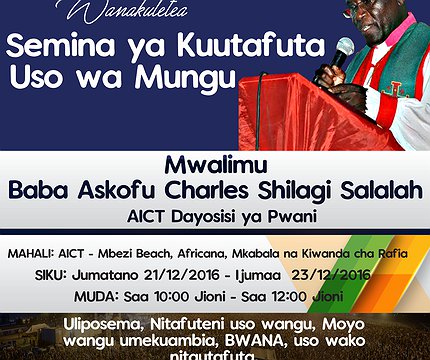 Wanakuletea
Semina ya Kuutafuta
Uso wa Mungu
Mwalimu
Baba Askofu Charles Shilagi Salalah
AICT Dayosisi ya Pwani
MAHALI: AICT - Mbezi Beach, Africana, Mkabala na Kiwanda cha Rafia
SIKU: Jumatano 21/12/2016 - Ijumaa 23/12/2016
MUDA: Saa 10:00 Jioni - Saa 12:00 Jioni
Uliposema, Nitafuteni uso wangu, Moyo
wangu umekuambia, BWANA, uso wako
nitautafuta.